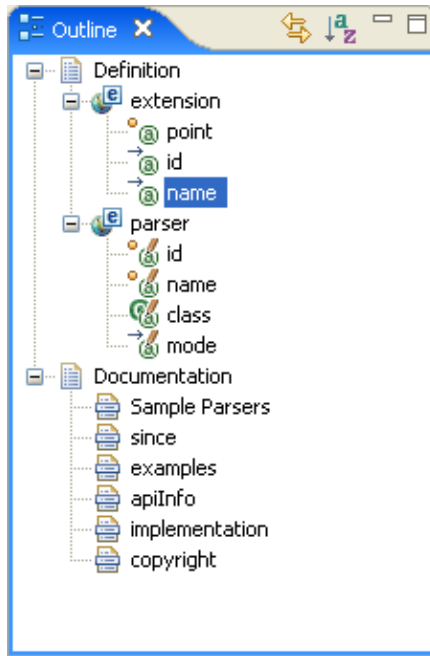 Outline
Definition
extension
point
id
name
parser
id
name
class
mode
Documentation
Sample Parsers
since
examples
apiInfo
implementation
copyright